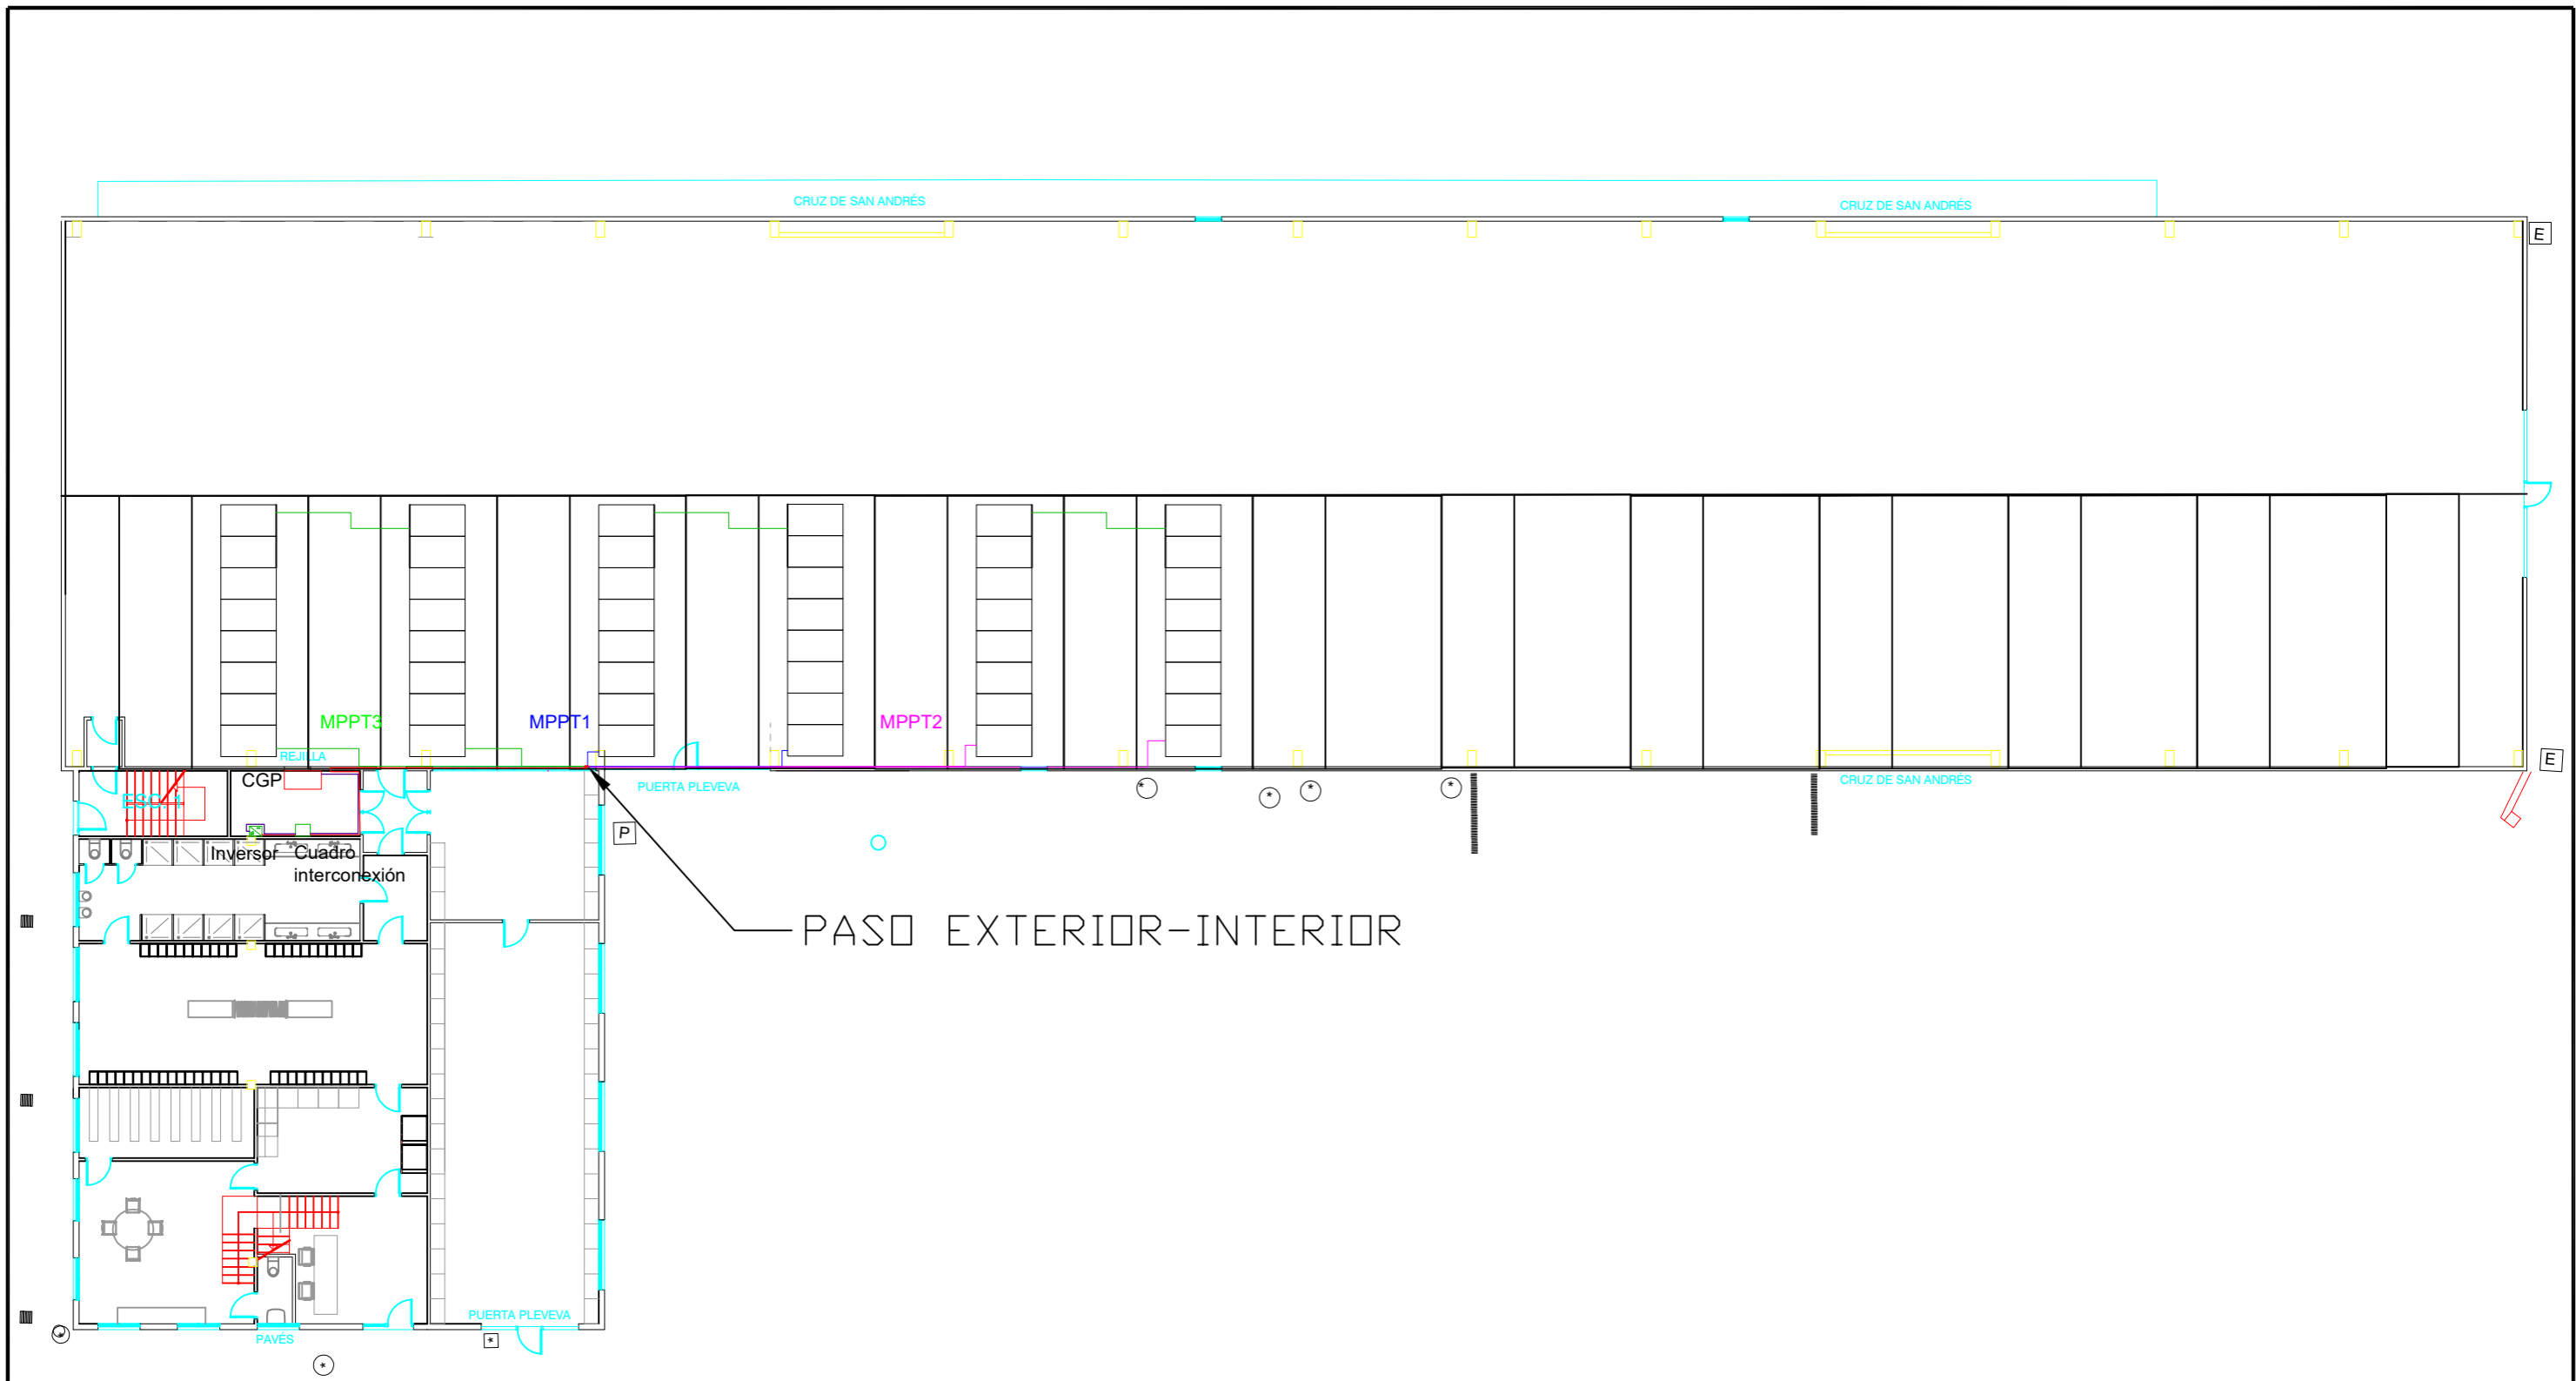 CRUZ DE SAN ANDRÉS
CRUZ DE SAN ANDRÉS
E
MPPT3
MPPT1
MPPT2
REJILLA
CGP
PUERTA PLEVEVA
CRUZ DE SAN ANDRÉS
E
*
*
*
*
P
Inversor
Cuadro
interconexión
PASO EXTERIOR-INTERIOR
PUERTA PLEVEVA
PAVÉS
*
*